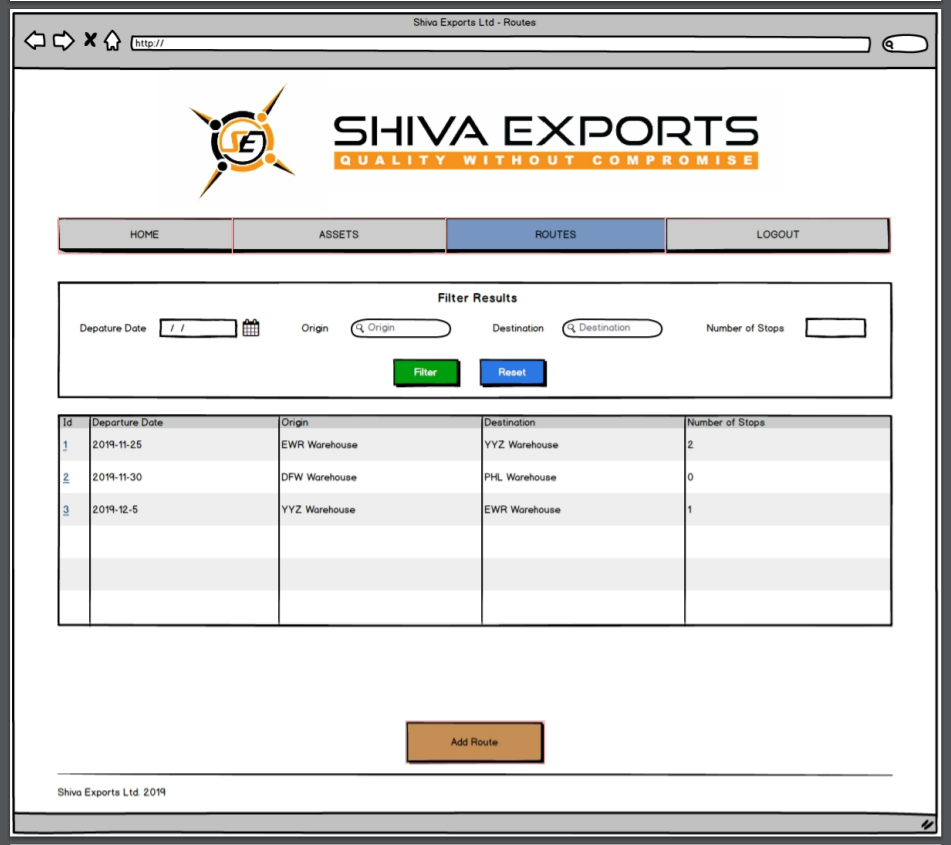 Shiva Exports Ltd - Routes
http://
SE
SHIVA EXPORTS
QUALITY WITHOUT COMPROMISE
HOME ASSETS ROUTES LOGOUT
Filter Results
Depature Date / / Origin Origin Destination Destination Number of Stops
Filter Reset
Id Departure Date Origin Destination Number of Stops
1 2019-11-25 EWR Warehouse YYZ Warehouse 2
2 2019-11-30 DFW Warehouse PHL Warehouse 0
3 2019-12-5 YYZ Warehouse EWR Warehouse 1
Add Route
Shiva Exports Ltd. 2019